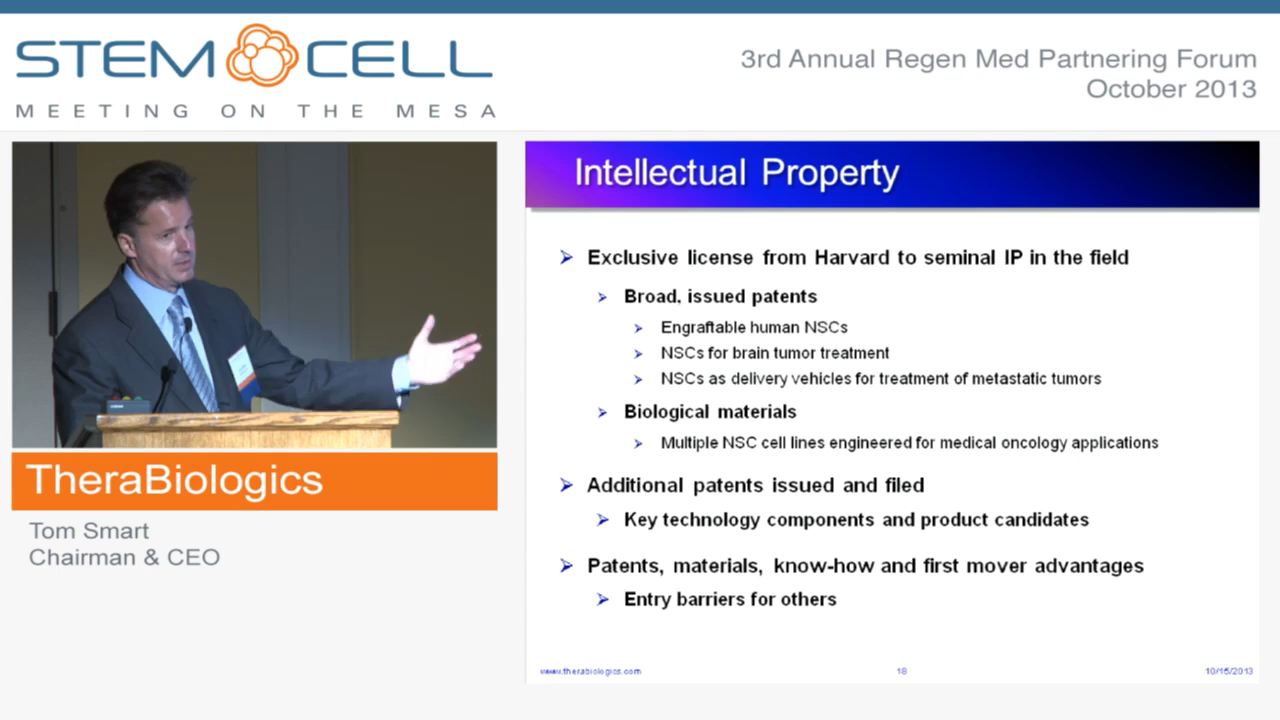 STEM CELL
MEETING ON THE MESA
3rd Annual Regen Med Partnering Forum
October 2013
Intellectual Property
Exclusive license from Harvard to seminal IP in the field
Broad, issued patents
Engraftable human NSCs
NSCs for brain tumor treatment
NSCs as delivery vehicles for treatment of metastatic tumors
Biological materials
Multiple NSC cell lines engineered for medical oncology applications
Additional patents issued and filed
Key technology components and product candidates
Patents, materials, know-how and first mover advantages
Entry barriers for others
www.therabiologics.com
18
10/15/2013
TheraBiologics
Tom Smart
Chairman & CEO